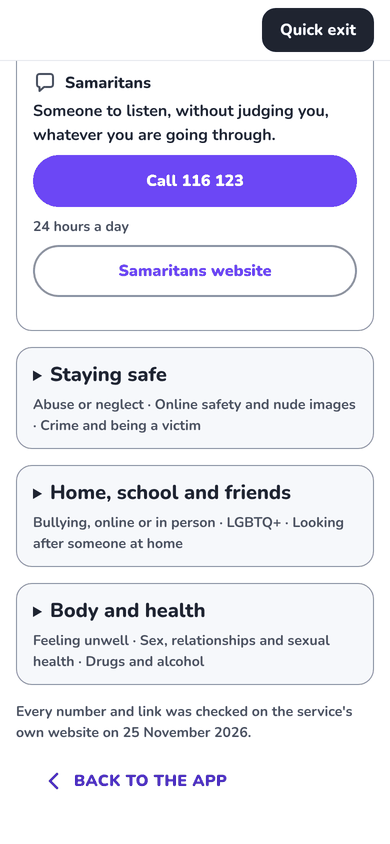 Quick exit
Samaritans
Someone to listen, without judging you,
whatever you are going through.
Call 116 123
24 hours a day
Samaritans website
Staying safe
Abuse or neglect · Online safety and nude images
· Crime and being a victim
Home, school and friends
Bullying, online or in person · LGBTQ+ · Looking
after someone at home
Body and health
Feeling unwell · Sex, relationships and sexual
health · Drugs and alcohol
Every number and link was checked on the service's
own website on 25 November 2026.
BACK TO THE APP